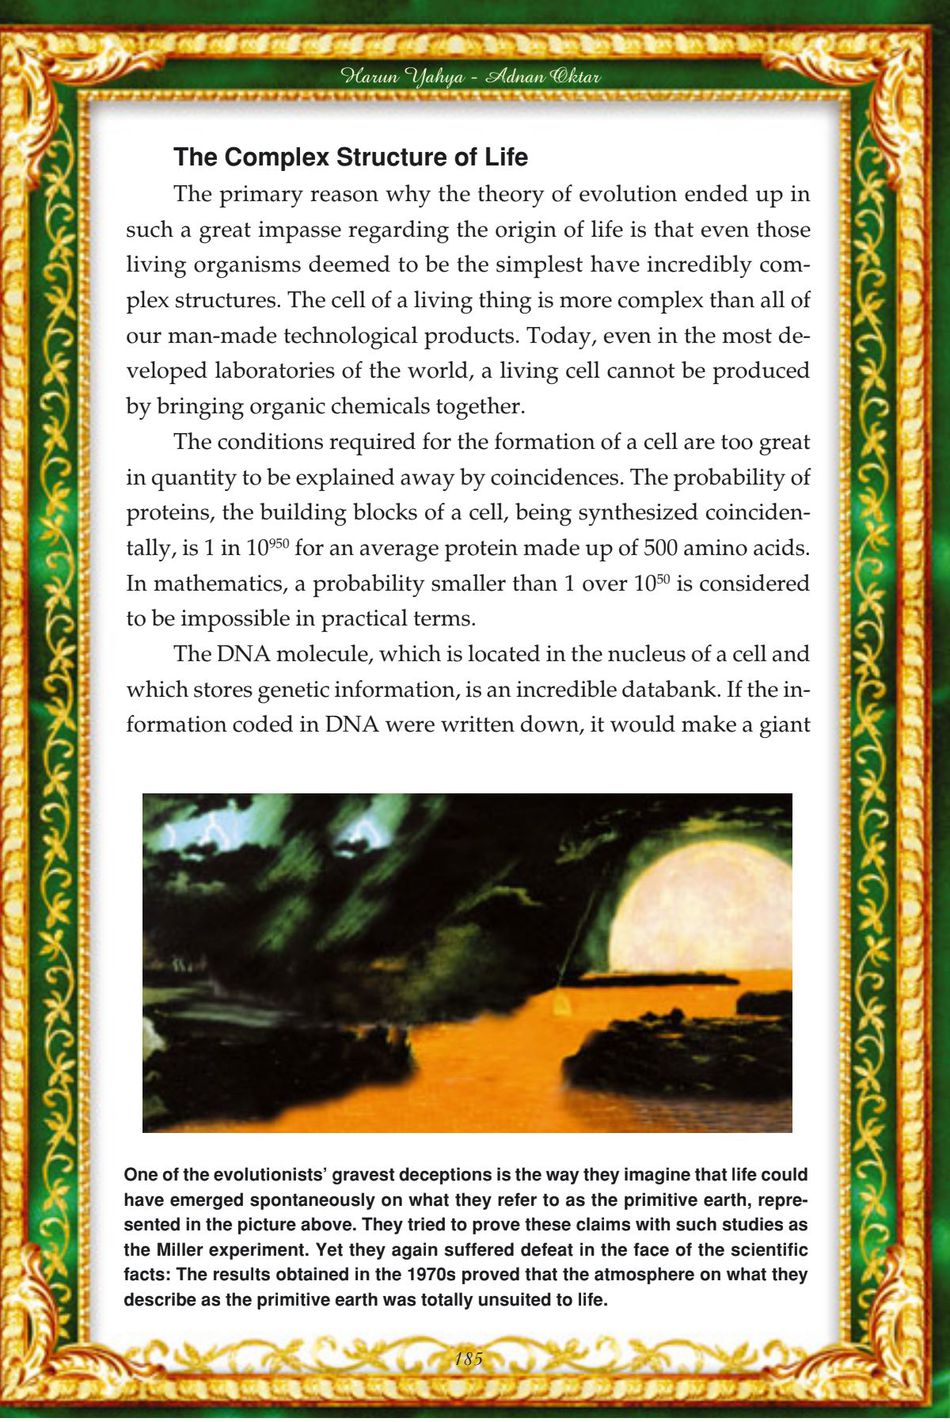 Harun Yahya - Adnan Oktar
The Complex Structure of Life
The primary reason why the theory of evolution ended up in
such a great impasse regarding the origin of life is that even those
living organisms deemed to be the simplest have incredibly com-
plex structures. The cell of a living thing is more complex than all of
our man-made technological products. Today, even in the most de-
veloped laboratories of the world, a living cell cannot be produced
by bringing organic chemicals together.
The conditions required for the formation of a cell are too great
in quantity to be explained away by coincidences. The probability of
proteins, the building blocks of a cell, being synthesized coinciden-
tally, is 1 in 10⁹⁵⁰ for an average protein made up of 500 amino acids.
In mathematics, a probability smaller than 1 over 10⁵⁰ is considered
to be impossible in practical terms.
The DNA molecule, which is located in the nucleus of a cell and
which stores genetic information, is an incredible databank. If the in-
formation coded in DNA were written down, it would make a giant
One of the evolutionists’ gravest deceptions is the way they imagine that life could
have emerged spontaneously on what they refer to as the primitive earth, repre-
sented in the picture above. They tried to prove these claims with such studies as
the Miller experiment. Yet they again suffered defeat in the face of the scientific
facts: The results obtained in the 1970s proved that the atmosphere on what they
describe as the primitive earth was totally unsuited to life.
185